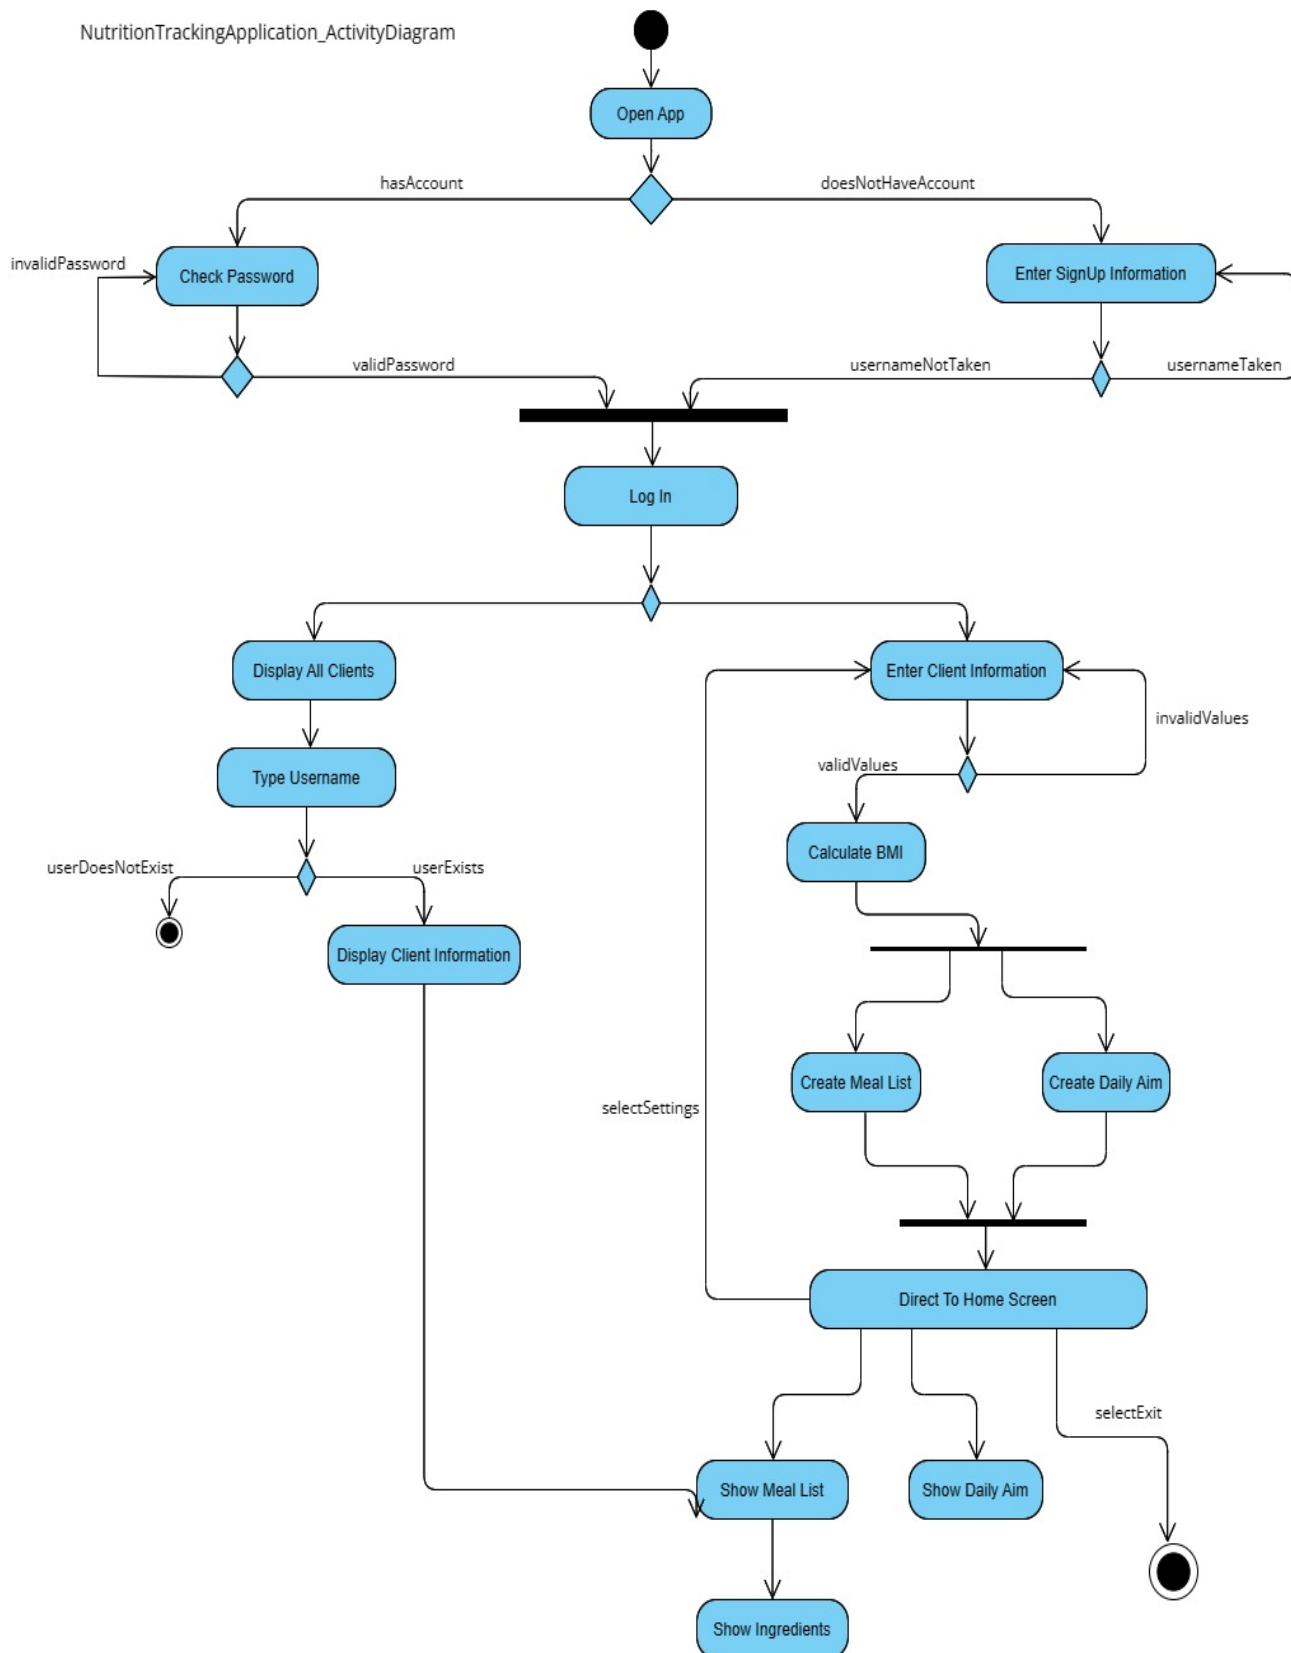 NutritionTrackingApplication_ActivityDiagram
Open App
hasAccount
doesNotHaveAccount
invalidPassword
Check Password
Enter SignUp Information
validPassword
usernameNotTaken
usernameTaken
Log In
Display All Clients
Enter Client Information
invalidValues
Type Username
validValues
Calculate BMI
userDoesNotExist
userExists
Display Client Information
Create Meal List
Create Daily Aim
selectSettings
Direct To Home Screen
selectExit
Show Meal List
Show Daily Aim
Show Ingredients